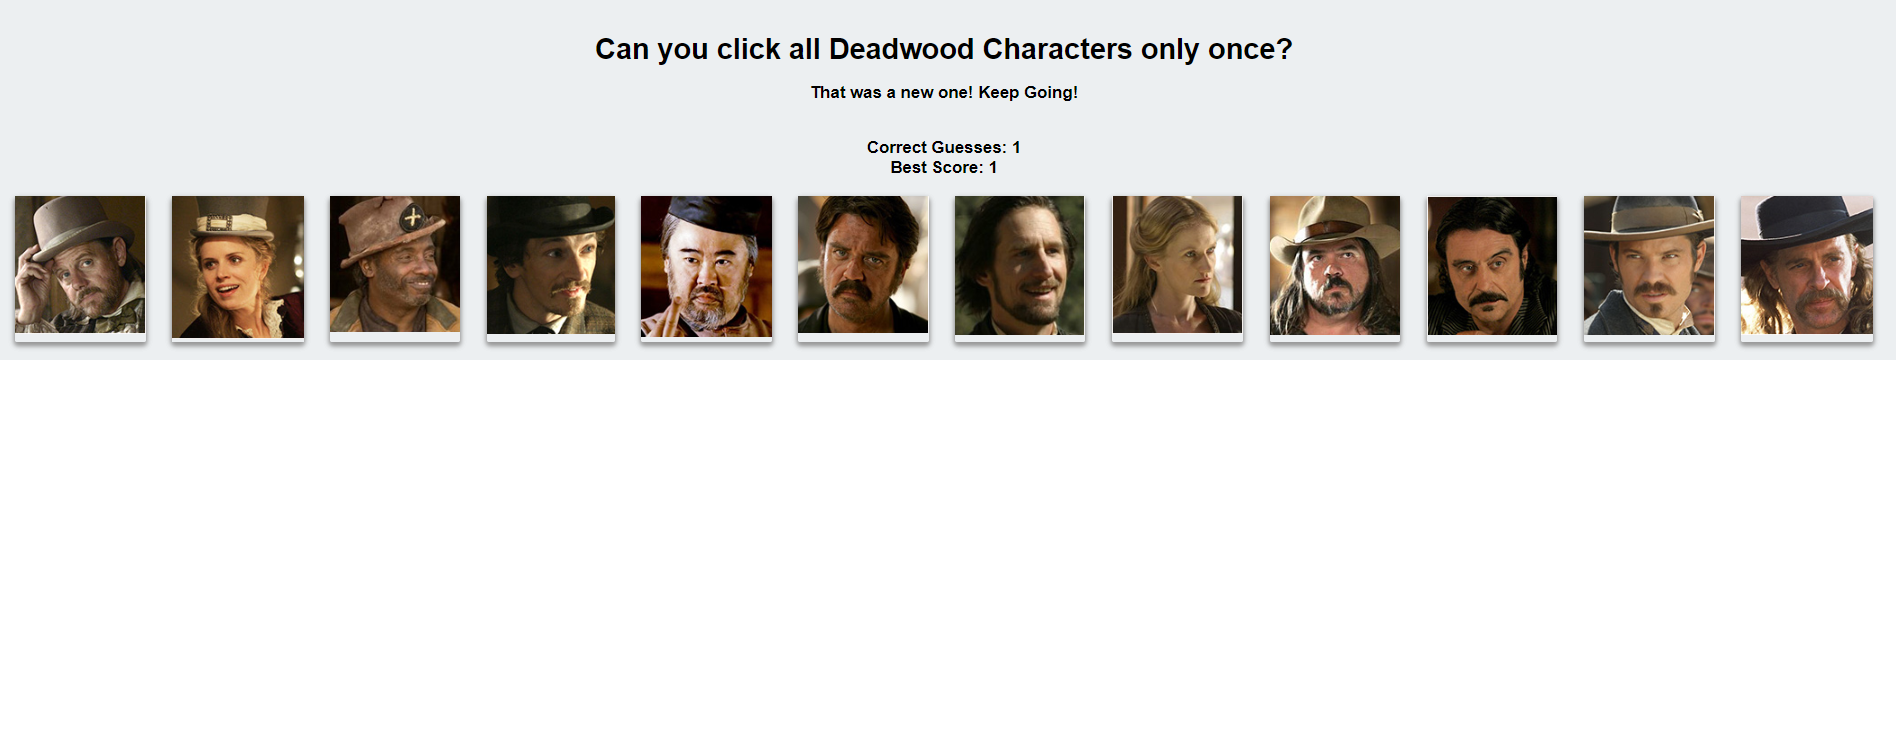 Can you click all Deadwood Characters only once?
That was a new one! Keep Going!
Correct Guesses: 1
Best Score: 1